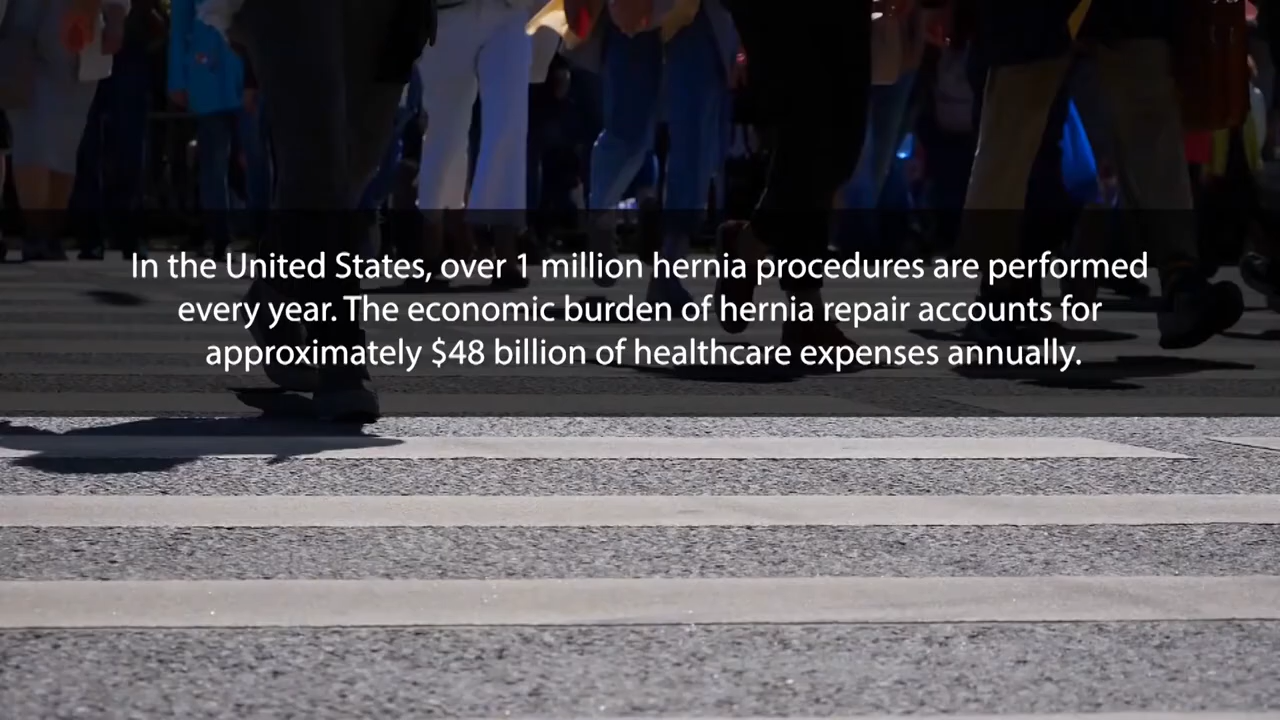 In the United States, over 1 million hernia procedures are performed
every year. The economic burden of hernia repair accounts for
approximately $48 billion of healthcare expenses annually.